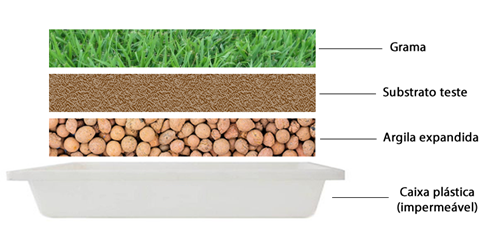 Grama
Substrato teste
Argila expandida
Caixa plástica
(impermeável)